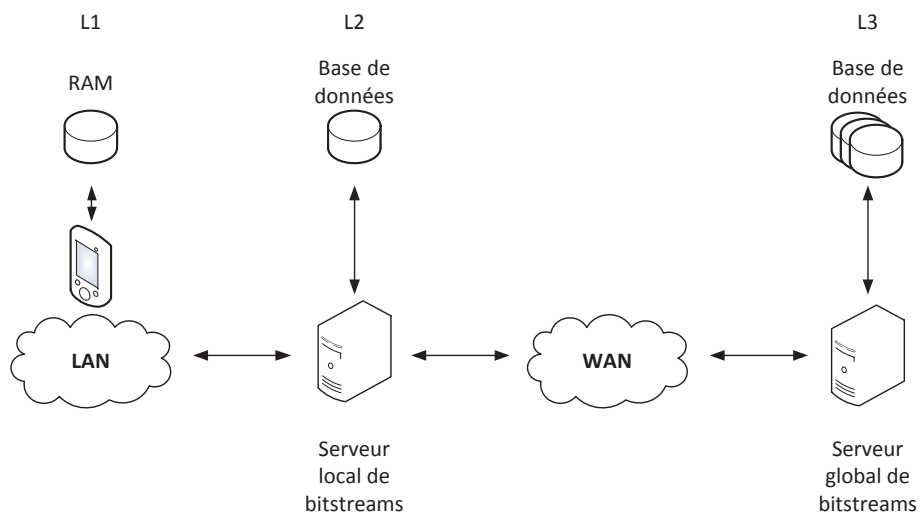 L1
L2
L3
RAM
Base de
données
Base de
données
LAN
WAN
Serveur
local de
bitstreams
Serveur
global de
bitstreams